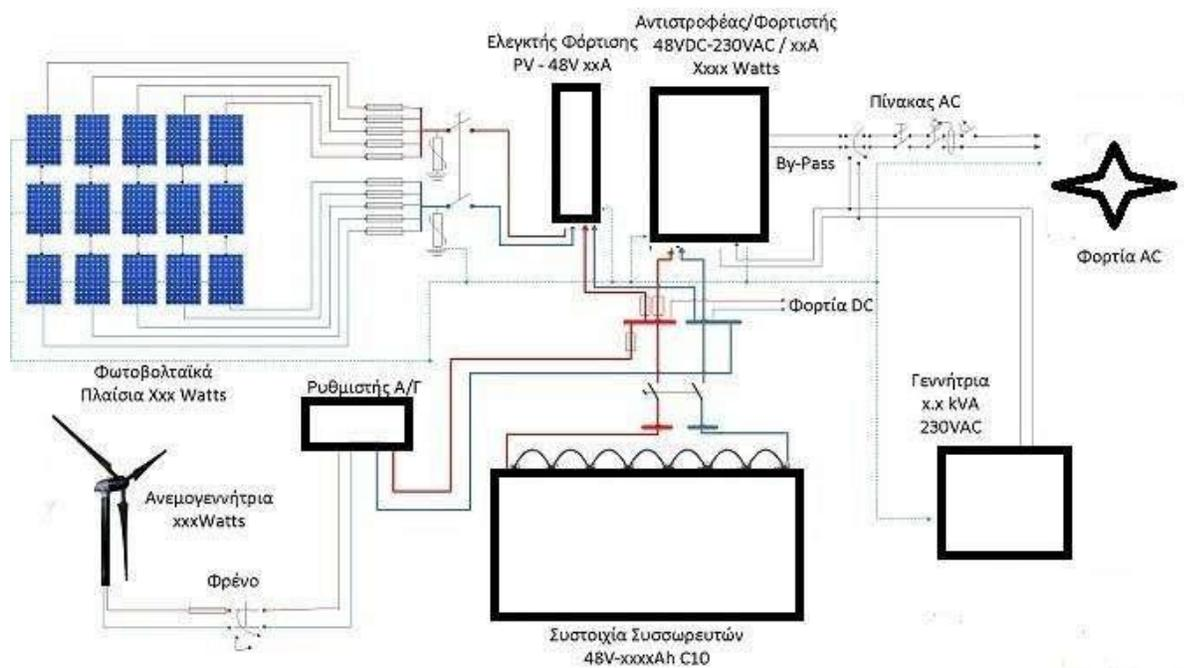 Ελεγκτής Φόρτισης
PV - 48V xxA
Αντιστροφέας/Φορτιστής
48VDC-230VAC / xxA
Xxxx Watts
Πίνακας AC
By-Pass
Φορτία AC
Φορτία DC
Φωτοβολταϊκά
Πλαίσια Xxx Watts
Ρυθμιστής Α/Γ
Γεννήτρια
x.x kVA
230VAC
Ανεμογεννήτρια
xxxWatts
Φρένο
Συστοιχία Συσσωρευτών
48V-xxxxAh C10